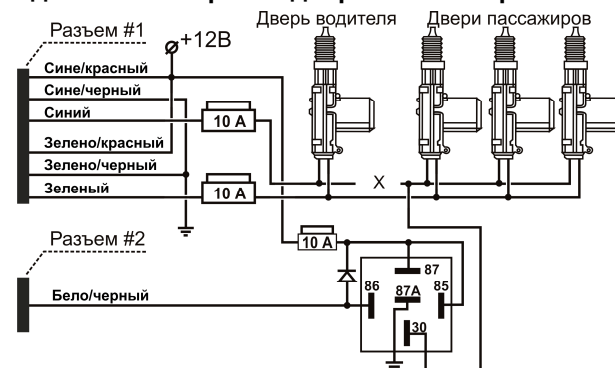 Дверь водителя
Двери пассажиров
Разъем #1
+12В
Сине/красный
Сине/черный
Синий
10 А
Зелено/красный
Зелено/черный
Зеленый
10 А
X
Разъем #2
10 А
87
86
87А
85
Бело/черный
30